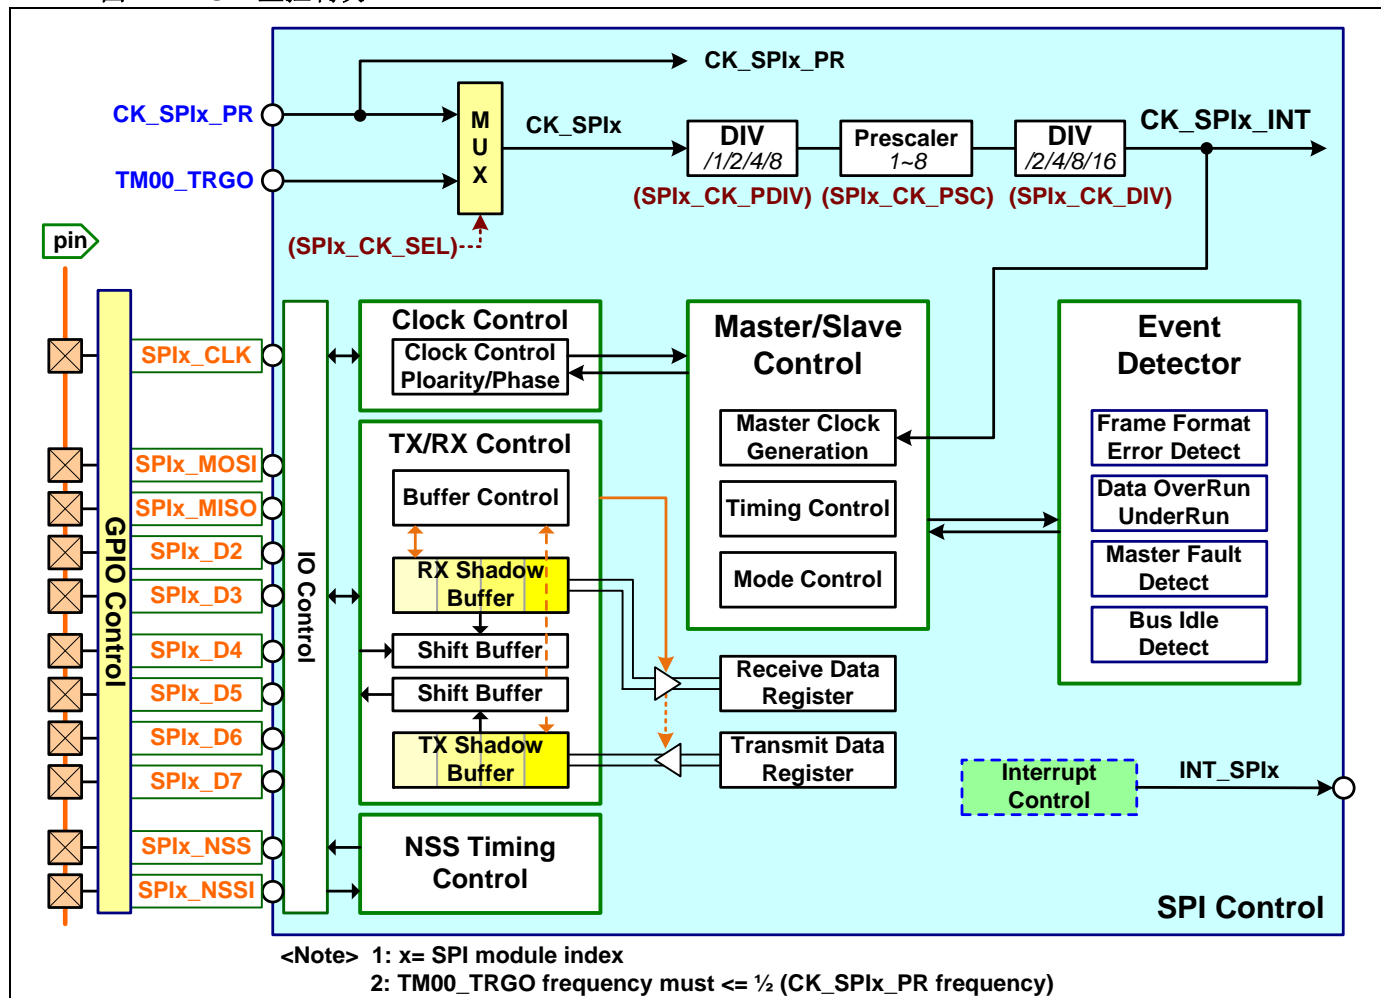 CK_SPIx_PR
CK_SPIx_PR
TM00_TRGO
MUX
CK_SPIx
DIV
/1/2/4/8
Prescaler
1~8
DIV
/2/4/8/16
CK_SPIx_INT
(SPIx_CK_PDIV)
(SPIx_CK_PSC)
(SPIx_CK_DIV)
(SPIx_CK_SEL)
pin
GPIO Control
SPIx_CLK
SPIx_MOSI
SPIx_MISO
SPIx_D2
SPIx_D3
SPIx_D4
SPIx_D5
SPIx_D6
SPIx_D7
SPIx_NSS
SPIx_NSSI
IO Control
Clock Control
Clock Control
Ploarity/Phase
TX/RX Control
Buffer Control
RX Shadow
Buffer
Shift Buffer
Shift Buffer
TX Shadow
Buffer
NSS Timing
Control
Master/Slave
Control
Master Clock
Generation
Timing Control
Mode Control
Receive Data
Register
Transmit Data
Register
Event
Detector
Frame Format
Error Detect
Data OverRun
UnderRun
Master Fault
Detect
Bus Idle
Detect
Interrupt
Control
INT_SPIx
SPI Control
<Note> 1: x= SPI module index
2: TM00_TRGO frequency must <= ½ (CK_SPIx_PR frequency)